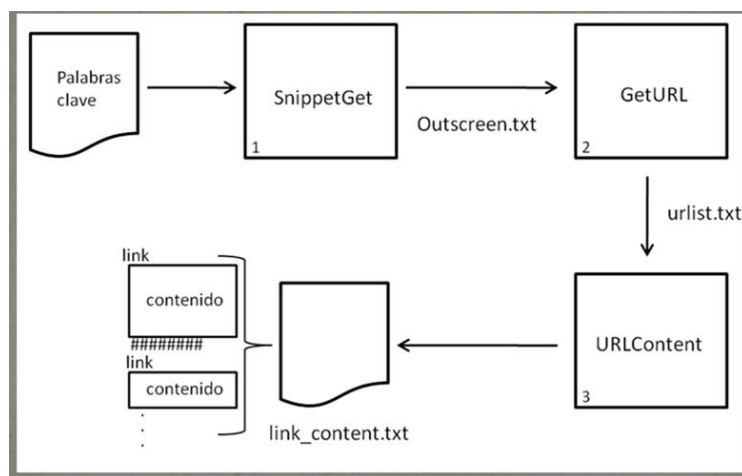 Palabras
clave
SnippetGet
1
Outscreen.txt
GetURL
2
urlist.txt
URLContent
3
link_content.txt
link
contenido
########
link
contenido
.
.
.